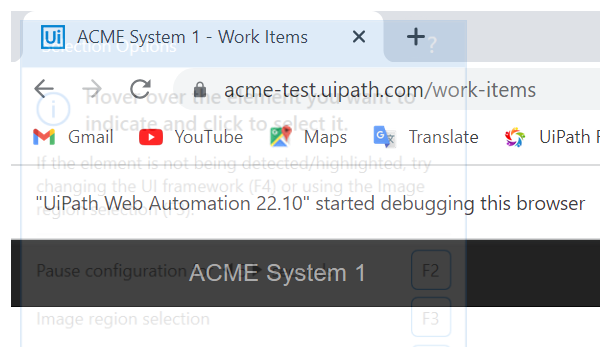 Ui ACME System 1 - Work Items
Selection Options ?
acme-test.uipath.com/work-items
i Hover over the element you want to
indicate and click to select it.
Gmail YouTube Maps Translate UiPath
If the element is not being detected/highlighted, try
changing the UI framework (F4) or using the Image
region selection (F3).
"UiPath Web Automation 22.10" started debugging this browser
Pause configuration F2
ACME System 1
Image region selection F3